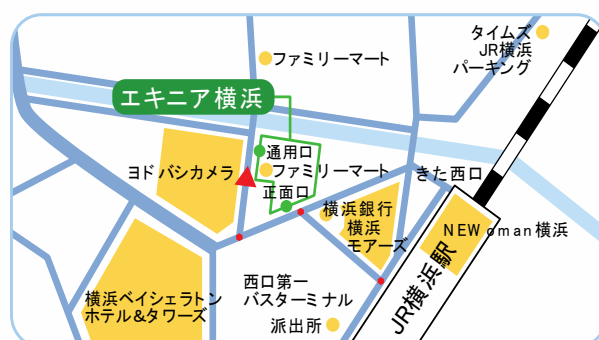 タイムズ
JR横浜
パーキング
ファミリーマート
エキニア横浜
通用口
ヨドバシカメラ
ファミリーマート
きた西口
正面口
横浜銀行
横浜
モアーズ
NEWoman横浜
JR横浜駅
西口第一
バスターミナル
横浜ベイシェラトン
ホテル&タワーズ
派出所